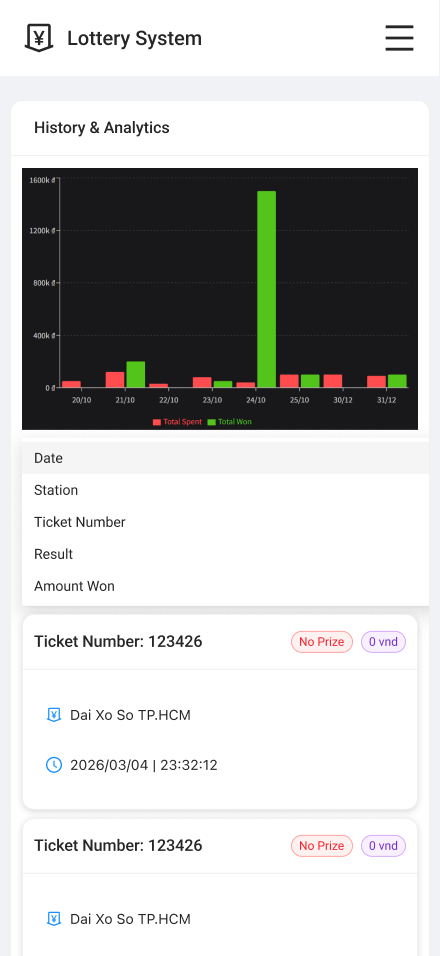 ¥ Lottery System
History & Analytics
1600k ₫
1200k ₫
800k ₫
400k ₫
0 ₫
20/10 21/10 22/10 23/10 24/10 25/10 30/12 31/12
Total Spent Total Won
Date
Station
Ticket Number
Result
Amount Won
Ticket Number: 123426 No Prize 0 vnd
¥ Dai Xo So TP.HCM
2026/03/04 | 23:32:12
Ticket Number: 123426 No Prize 0 vnd
¥ Dai Xo So TP.HCM